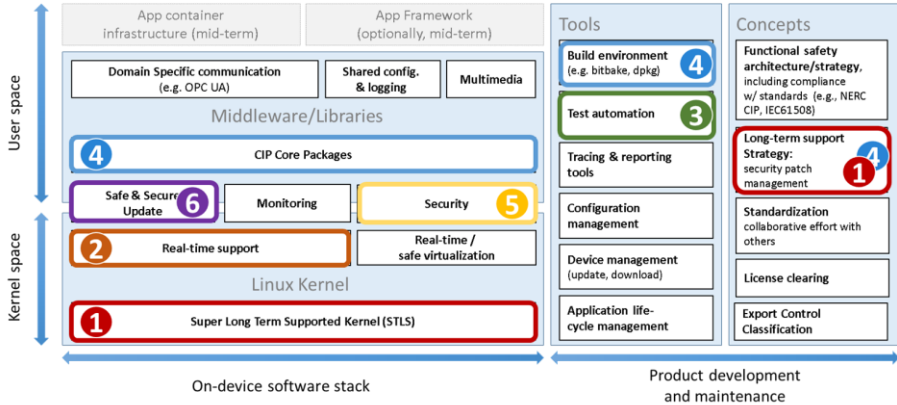 App container
infrastructure (mid-term)
App Framework
(optionally, mid-term)
User space
Domain Specific communication
(e.g. OPC UA)
Shared config.
& logging
Multimedia
Middleware/Libraries
4
CIP Core Packages
Safe & Secure
Update
6
Monitoring
Security
5
Kernel space
2
Real-time support
Real-time /
safe virtualization
Linux Kernel
1
Super Long Term Supported Kernel (STLS)
On-device software stack
Tools
Build environment
(e.g. bitbake, dpkg)
4
Test automation
3
Tracing & reporting
tools
Configuration
management
Device management
(update, download)
Application life-
cycle management
Concepts
Functional safety
architecture/strategy,
including compliance
w/ standards (e.g., NERC
CIP, IEC61508)
Long-term support
Strategy:
security patch
management
4
1
Standardization
collaborative effort with
others
License clearing
Export Control
Classification
Product development
and maintenance